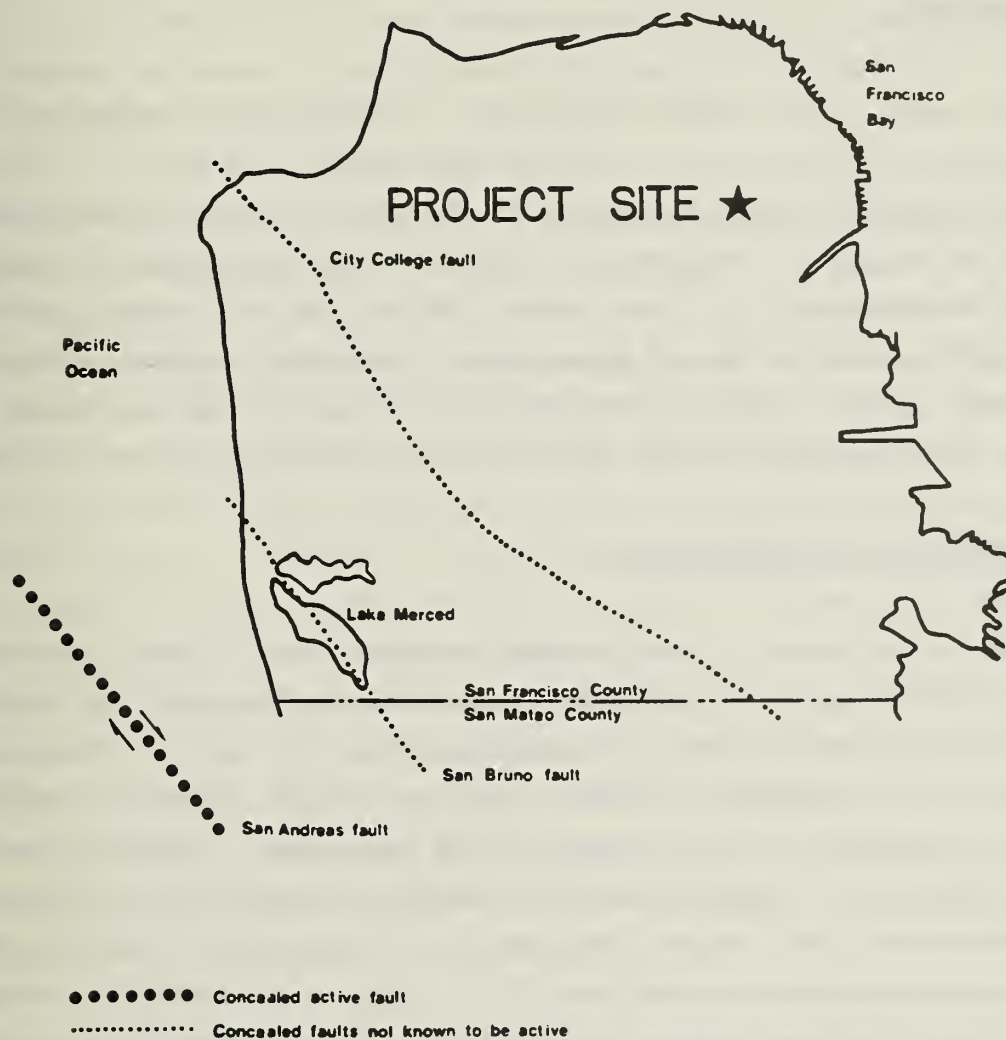 San
Francisco
Bay
PROJECT SITE ★
City College fault
Pacific
Ocean
Lake Merced
San Francisco County
San Mateo County
San Bruno fault
San Andreas fault
Concealed active fault
Concealed faults not known to be active